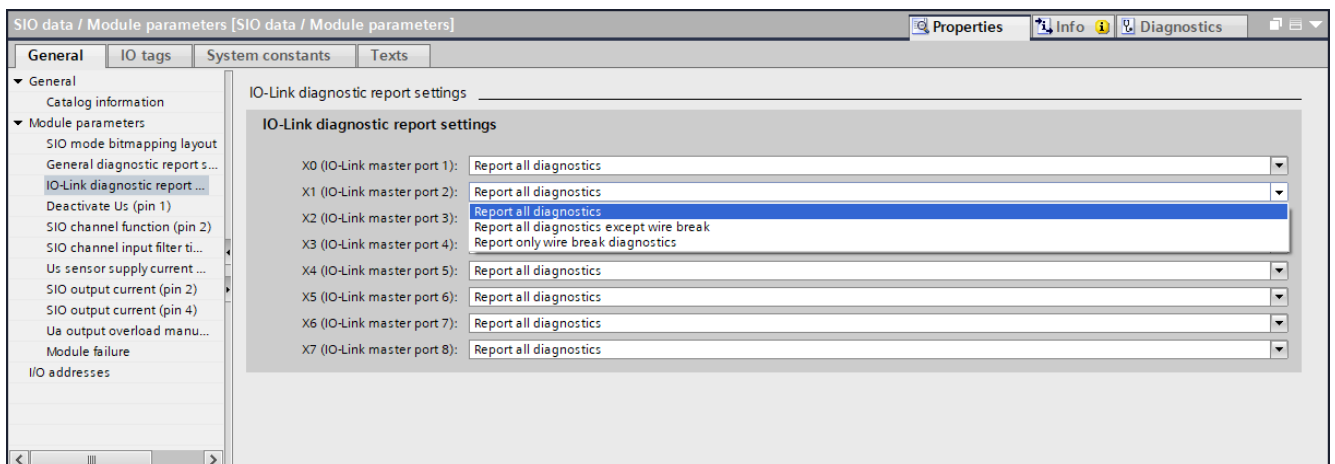 SIO data / Module parameters [SIO data / Module parameters]
Properties
Info
Diagnostics
General
IO tags
System constants
Texts
General
Catalog information
Module parameters
SIO mode bitmapping layout
General diagnostic report s...
IO-Link diagnostic report ...
Deactivate Us (pin 1)
SIO channel function (pin 2)
SIO channel input filter ti...
Us sensor supply current ...
SIO output current (pin 2)
SIO output current (pin 4)
Ua output overload manu...
Module failure
I/O addresses
IO-Link diagnostic report settings
IO-Link diagnostic report settings
X0 (IO-Link master port 1): Report all diagnostics
X1 (IO-Link master port 2): Report all diagnostics
Report all diagnostics
Report all diagnostics except wire break
Report only wire break diagnostics
X2 (IO-Link master port 3):
X3 (IO-Link master port 4):
X4 (IO-Link master port 5): Report all diagnostics
X5 (IO-Link master port 6): Report all diagnostics
X6 (IO-Link master port 7): Report all diagnostics
X7 (IO-Link master port 8): Report all diagnostics